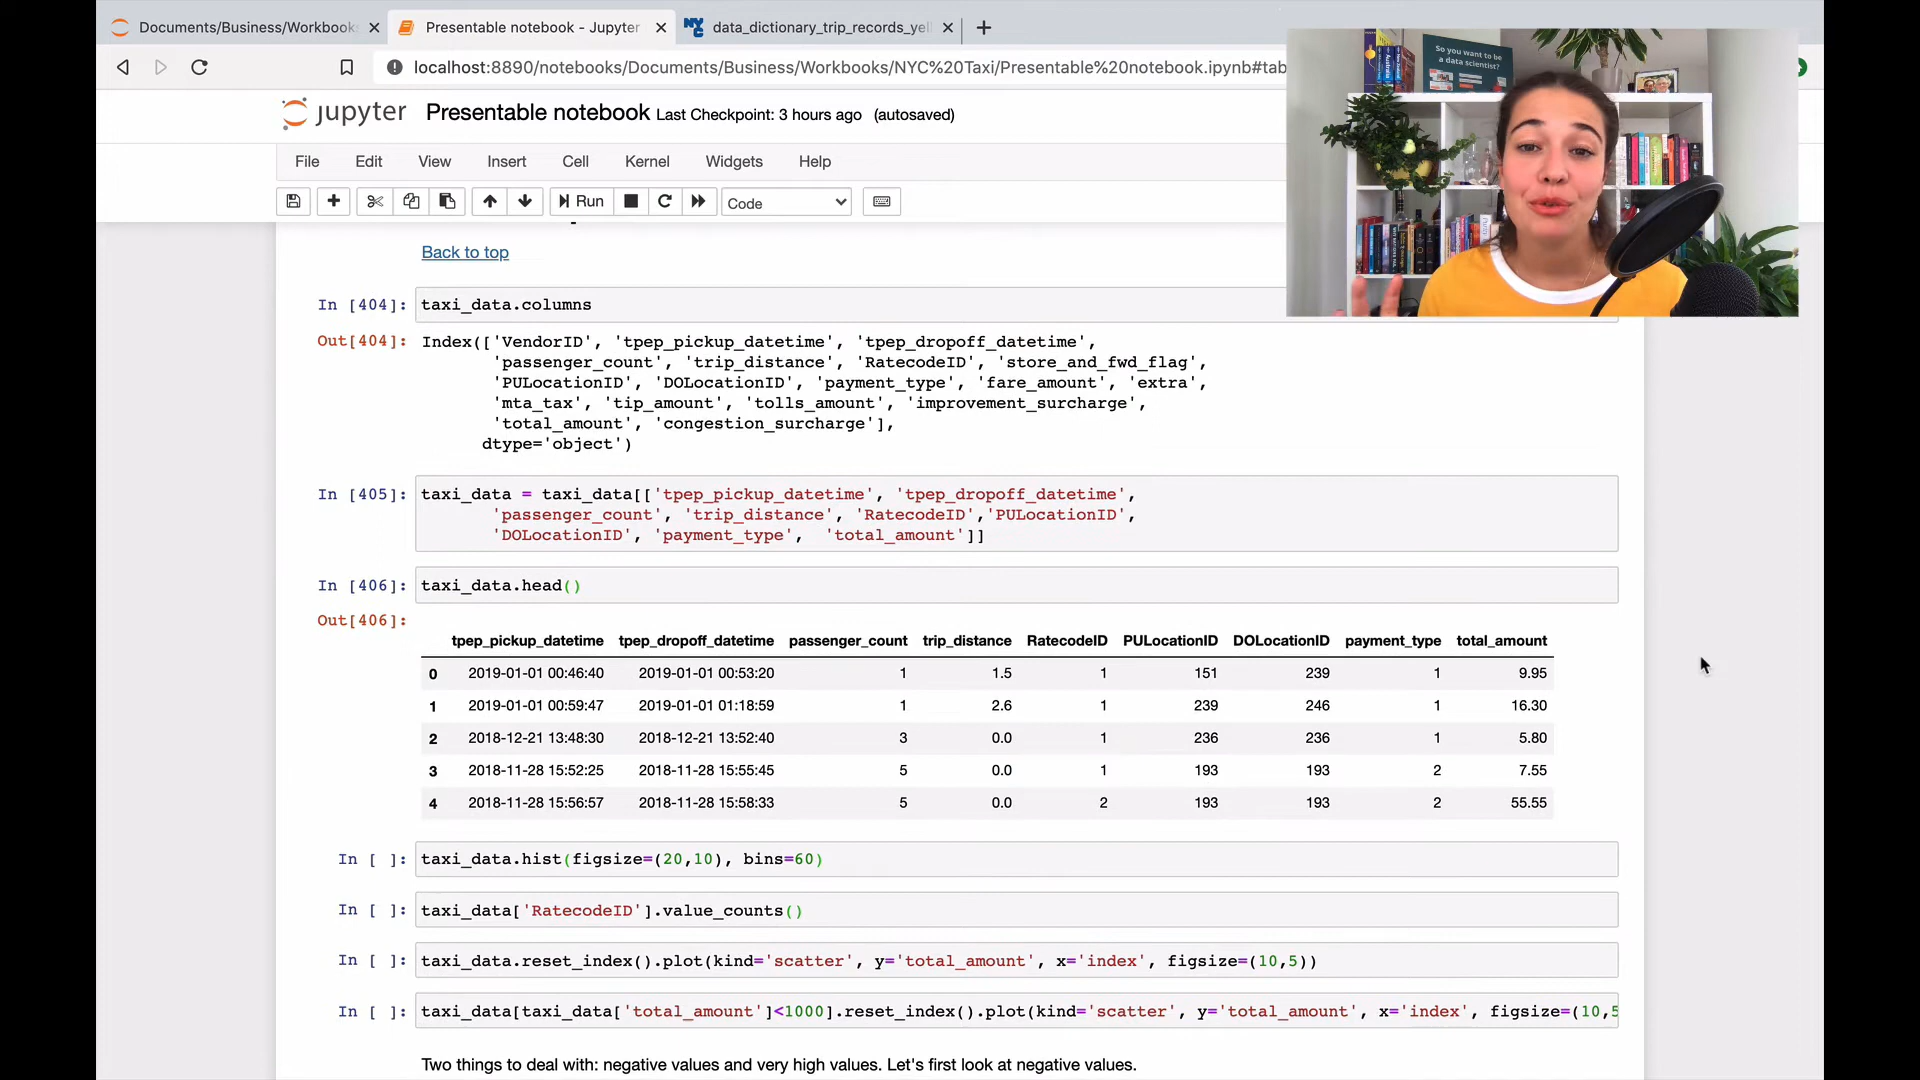 Documents/Business/Workbook
Presentable notebook - Jupyter
data_dictionary_trip_records_yel
localhost:8890/notebooks/Documents/Business/Workbooks/NYC%20Taxi/Presentable%20notebook.ipynb#tab
So you want to be
a data scientist?
jupyter Presentable notebook Last Checkpoint: 3 hours ago (autosaved)
File Edit View Insert Cell Kernel Widgets Help
Run Code
Back to top
In [404]: taxi_data.columns
Out[404]: Index(['VendorID', 'tpep_pickup_datetime', 'tpep_dropoff_datetime',
'passenger_count', 'trip_distance', 'RatecodeID', 'store_and_fwd_flag',
'PULocationID', 'DOLocationID', 'payment_type', 'fare_amount', 'extra',
'mta_tax', 'tip_amount', 'tolls_amount', 'improvement_surcharge',
'total_amount', 'congestion_surcharge'],
dtype='object')
In [405]: taxi_data = taxi_data[['tpep_pickup_datetime', 'tpep_dropoff_datetime',
'passenger_count', 'trip_distance', 'RatecodeID','PULocationID',
'DOLocationID', 'payment_type', 'total_amount']]
In [406]: taxi_data.head()
Out[406]:
tpep_pickup_datetime tpep_dropoff_datetime passenger_count trip_distance RatecodeID PULocationID DOLocationID payment_type total_amount
0 2019-01-01 00:46:40 2019-01-01 00:53:20 1 1.5 1 151 239 1 9.95
1 2019-01-01 00:59:47 2019-01-01 01:18:59 1 2.6 1 239 246 1 16.30
2 2018-12-21 13:48:30 2018-12-21 13:52:40 3 0.0 1 236 236 1 5.80
3 2018-11-28 15:52:25 2018-11-28 15:55:45 5 0.0 1 193 193 2 7.55
4 2018-11-28 15:56:57 2018-11-28 15:58:33 5 0.0 2 193 193 2 55.55
In [ ]: taxi_data.hist(figsize=(20,10), bins=60)
In [ ]: taxi_data['RatecodeID'].value_counts()
In [ ]: taxi_data.reset_index().plot(kind='scatter', y='total_amount', x='index', figsize=(10,5))
In [ ]: taxi_data[taxi_data['total_amount']<1000].reset_index().plot(kind='scatter', y='total_amount', x='index', figsize=(10,5
Two things to deal with: negative values and very high values. Let's first look at negative values.